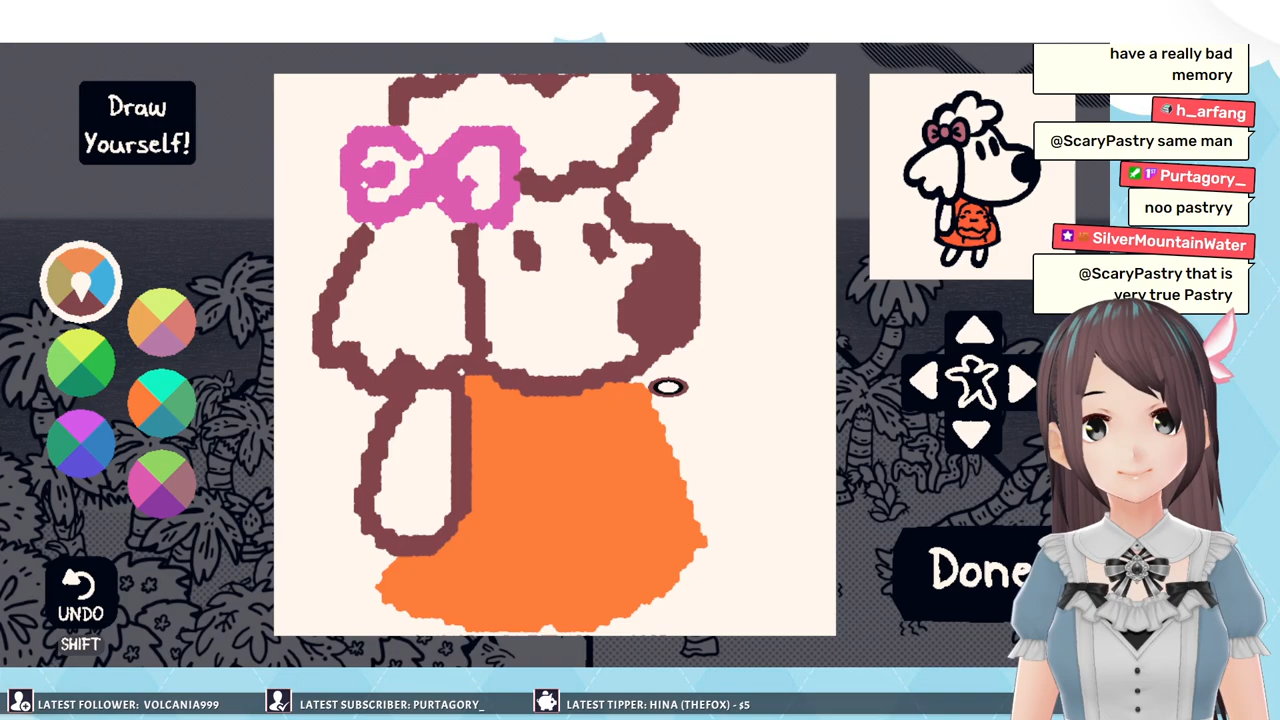 Draw
Yourself!
UNDO
SHIFT
Done
have a really bad
memory
h_arfang
@ScaryPastry same man
Purtagory_
noo pastryy
SilverMountainWater
@ScaryPastry that is
very true Pastry
LATEST FOLLOWER: VOLCANIA999
LATEST SUBSCRIBER: PURTAGORY_
LATEST TIPPER: HINA (THEFOX) - $5